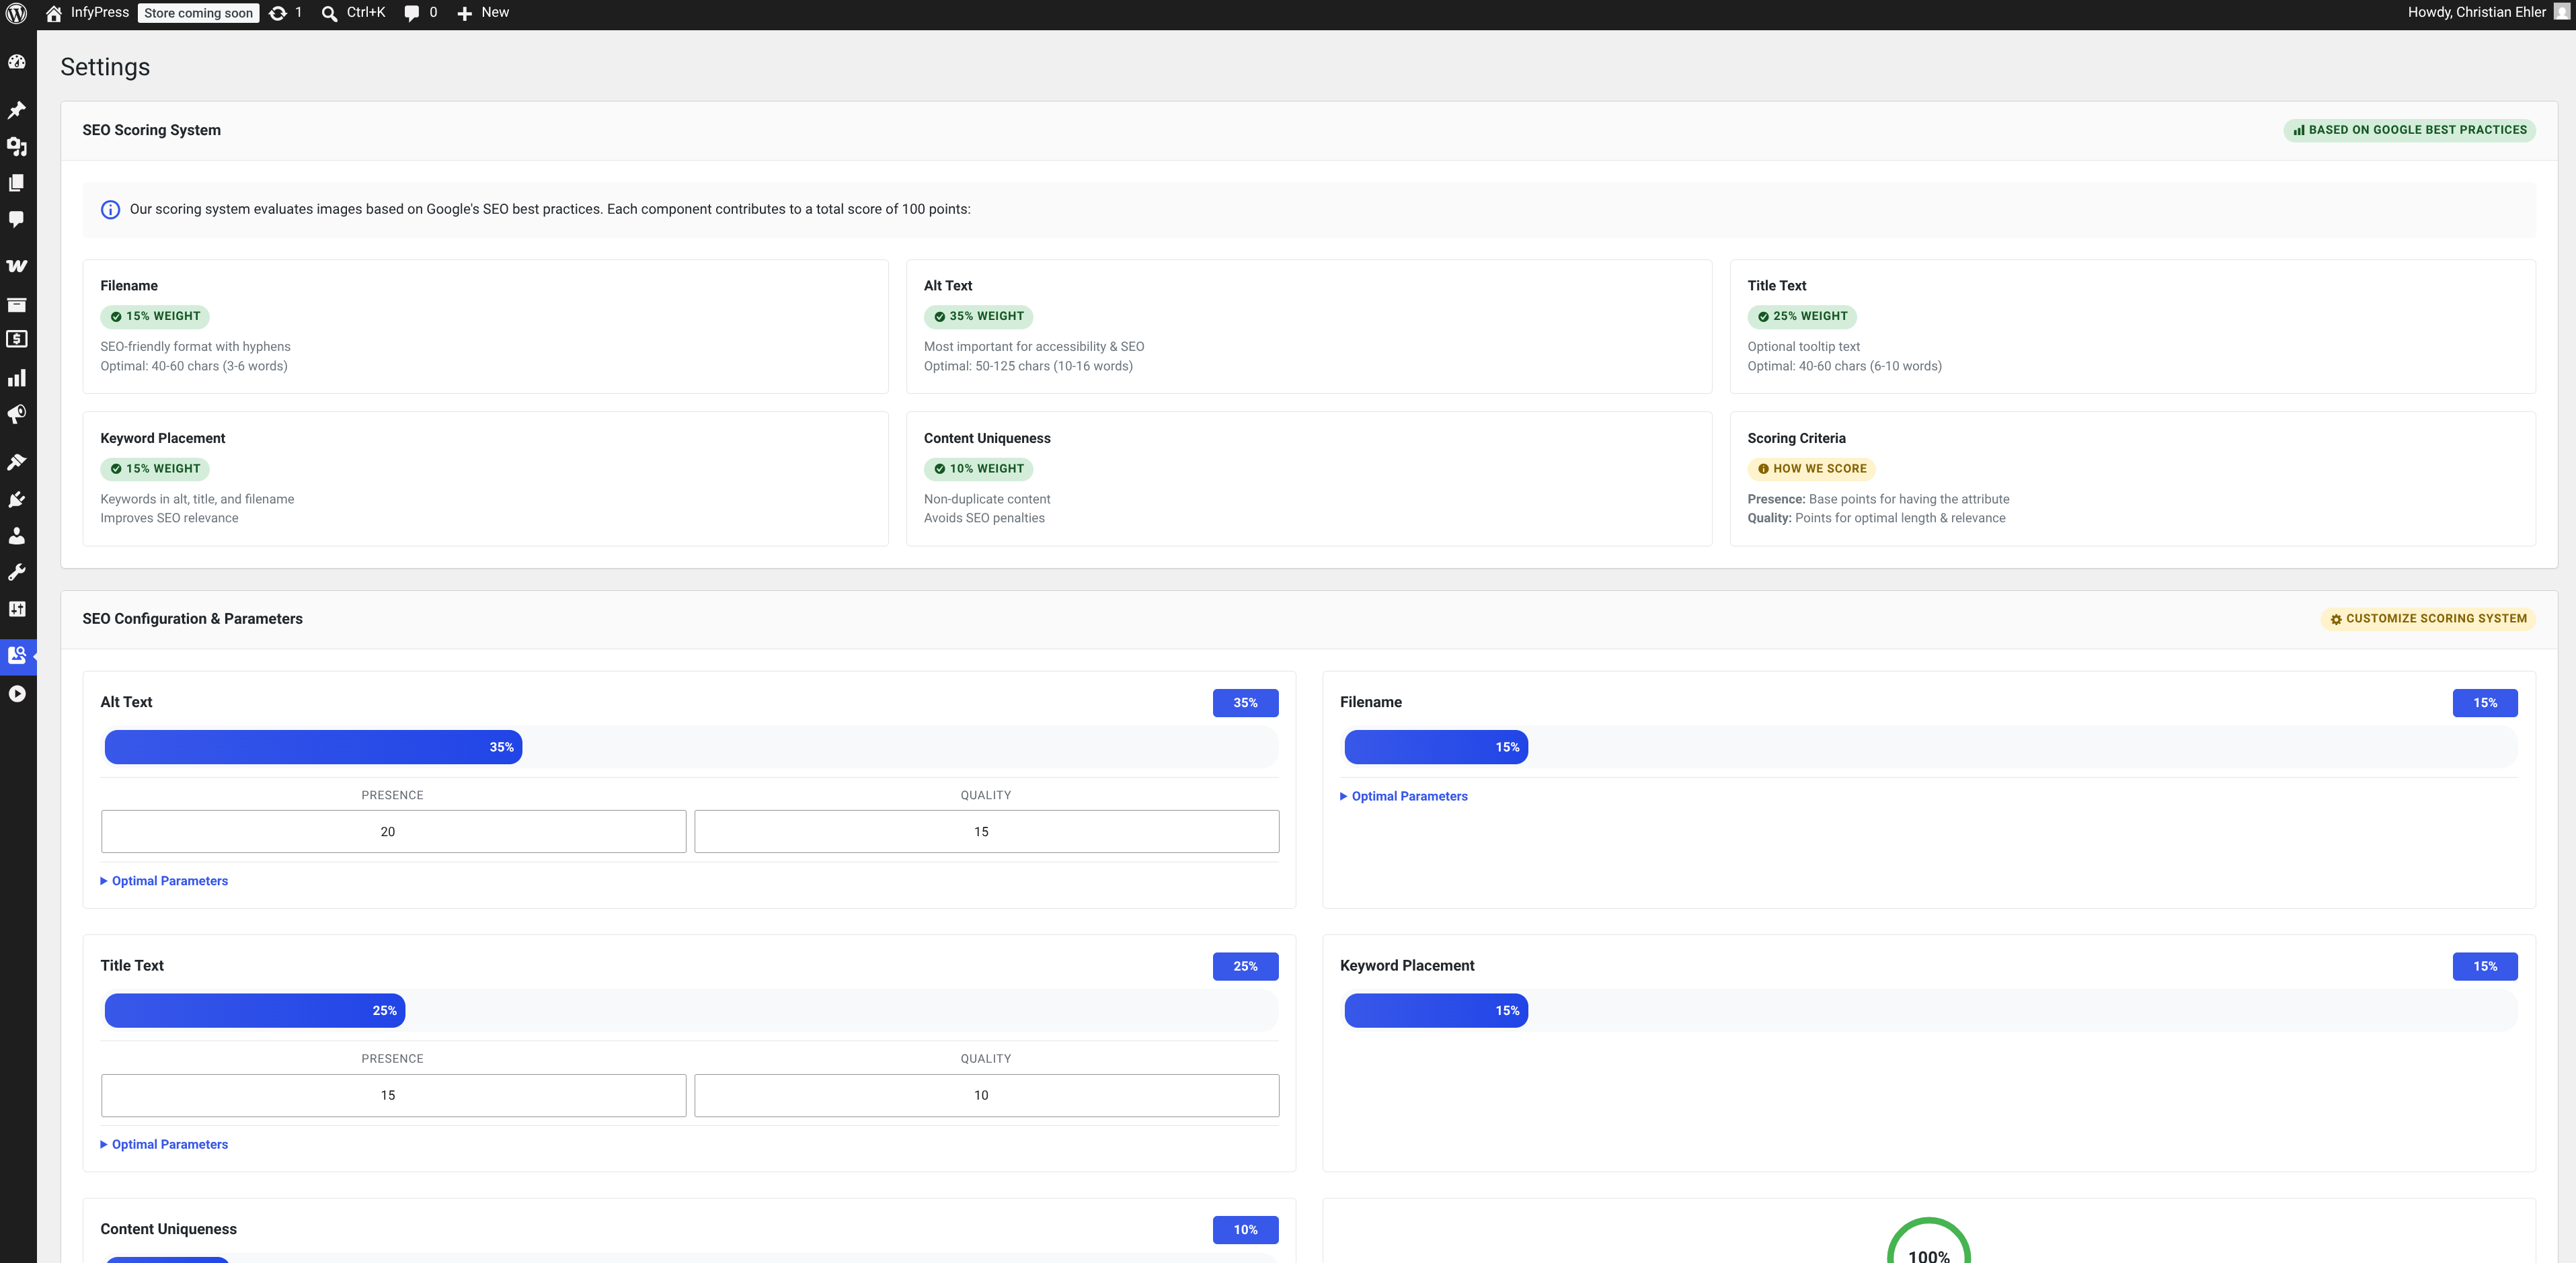 InfyPress
Store coming soon
1
Ctrl+K
0
New
Howdy, Christian Ehler
Settings
SEO Scoring System
BASED ON GOOGLE BEST PRACTICES
Our scoring system evaluates images based on Google's SEO best practices. Each component contributes to a total score of 100 points:
Filename
15% WEIGHT
SEO-friendly format with hyphens
Optimal: 40-60 chars (3-6 words)
Alt Text
35% WEIGHT
Most important for accessibility & SEO
Optimal: 50-125 chars (10-16 words)
Title Text
25% WEIGHT
Optional tooltip text
Optimal: 40-60 chars (6-10 words)
Keyword Placement
15% WEIGHT
Keywords in alt, title, and filename
Improves SEO relevance
Content Uniqueness
10% WEIGHT
Non-duplicate content
Avoids SEO penalties
Scoring Criteria
HOW WE SCORE
Presence: Base points for having the attribute
Quality: Points for optimal length & relevance
SEO Configuration & Parameters
CUSTOMIZE SCORING SYSTEM
Alt Text
35%
35%
PRESENCE
QUALITY
20
15
Optimal Parameters
Filename
15%
15%
Optimal Parameters
Title Text
25%
25%
PRESENCE
QUALITY
15
10
Optimal Parameters
Keyword Placement
15%
15%
Content Uniqueness
10%
100%